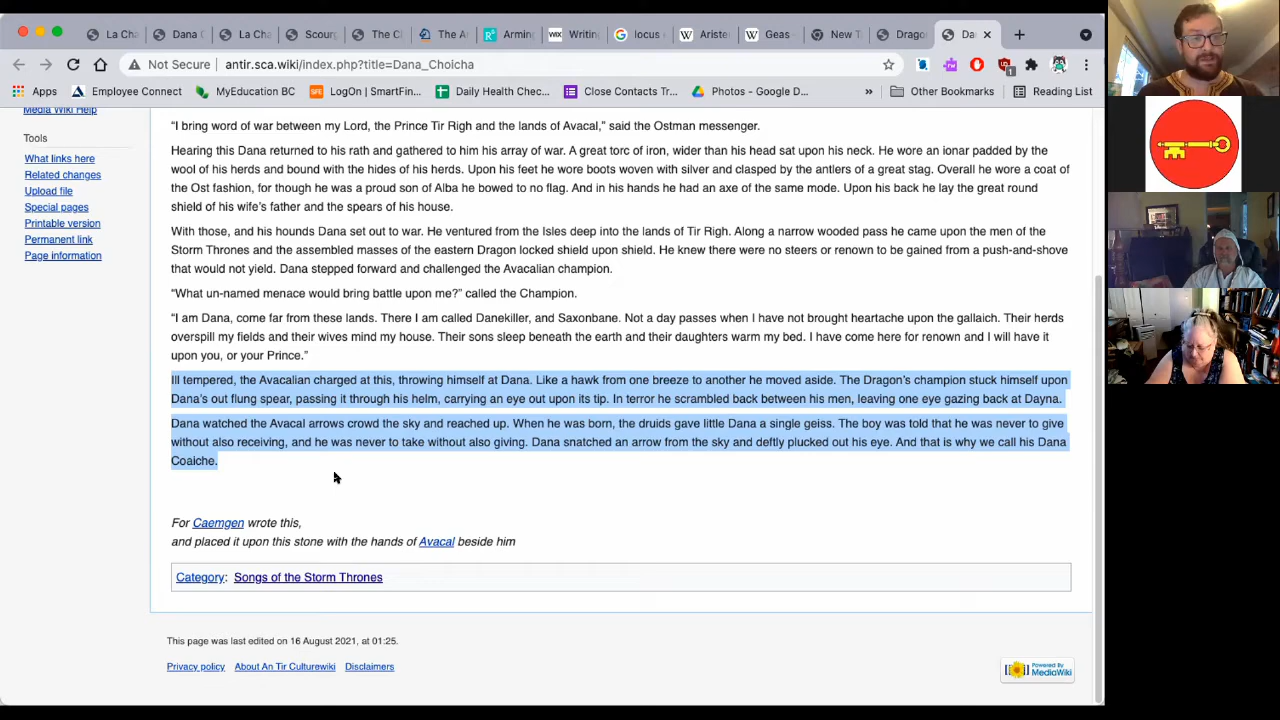 La Cha
Dana C
La Cha
Scour
The Cl
The A
Arming
WIX Writing
locus
W Ariste
W Geas
New T
Drago
Da
Not Secure
antir.sca.wiki/index.php?title=Dana_Choicha
Apps
Employee Connect
MyEducation BC
SFE LogOn | SmartFin...
Daily Health Chec...
Close Contacts Tr...
Photos - Google D...
»
Other Bookmarks
Reading List
Media Wiki Help
Tools
What links here
Related changes
Upload file
Special pages
Printable version
Permanent link
Page information
“I bring word of war between my Lord, the Prince Tir Righ and the lands of Avacal,” said the Ostman messenger.
Hearing this Dana returned to his rath and gathered to him his array of war. A great torc of iron, wider than his head sat upon his neck. He wore an ionar padded by the
wool of his herds and bound with the hides of his herds. Upon his feet he wore boots woven with silver and clasped by the antlers of a great stag. Overall he wore a coat of
the Ost fashion, for though he was a proud son of Alba he bowed to no flag. And in his hands he had an axe of the same mode. Upon his back he lay the great round
shield of his wife’s father and the spears of his house.
With those, and his hounds Dana set out to war. He ventured from the Isles deep into the lands of Tir Righ. Along a narrow wooded pass he came upon the men of the
Storm Thrones and the assembled masses of the eastern Dragon locked shield upon shield. He knew there were no steers or renown to be gained from a push-and-shove
that would not yield. Dana stepped forward and challenged the Avacalian champion.
“What un-named menace would bring battle upon me?” called the Champion.
“I am Dana, come far from these lands. There I am called Danekiller, and Saxonbane. Not a day passes when I have not brought heartache upon the gallaich. Their herds
overspill my fields and their wives mind my house. Their sons sleep beneath the earth and their daughters warm my bed. I have come here for renown and I will have it
upon you, or your Prince.”
Ill tempered, the Avacalian charged at this, throwing himself at Dana. Like a hawk from one breeze to another he moved aside. The Dragon’s champion stuck himself upon
Dana’s out flung spear, passing it through his helm, carrying an eye out upon its tip. In terror he scrambled back between his men, leaving one eye gazing back at Dayna.
Dana watched the Avacal arrows crowd the sky and reached up. When he was born, the druids gave little Dana a single geiss. The boy was told that he was never to give
without also receiving, and he was never to take without also giving. Dana snatched an arrow from the sky and deftly plucked out his eye. And that is why we call his Dana
Coaiche.
For Caemgen wrote this,
and placed it upon this stone with the hands of Avacal beside him
Category: Songs of the Storm Thrones
This page was last edited on 16 August 2021, at 01:25.
Privacy policy
About An Tir Culturewiki
Disclaimers
Powered By
MediaWiki